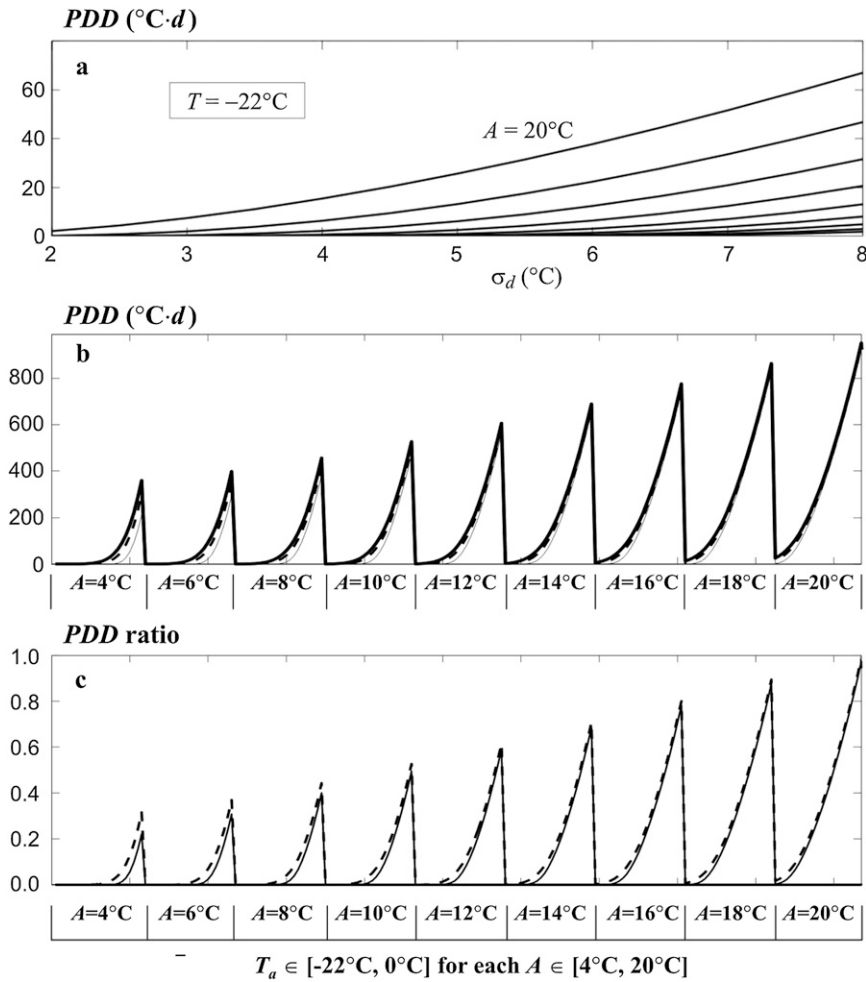 PDD (°C·d)
a
T = –22°C
A = 20°C
60
40
20
0
2 3 4 5 6 7 8
σd (°C)
PDD (°C·d)
b
800
600
400
200
0
A=4°C A=6°C A=8°C A=10°C A=12°C A=14°C A=16°C A=18°C A=20°C
PDD ratio
c
1.0
0.8
0.6
0.4
0.2
0.0
A=4°C A=6°C A=8°C A=10°C A=12°C A=14°C A=16°C A=18°C A=20°C
Ta ∈ [-22°C, 0°C] for each A ∈ [4°C, 20°C]